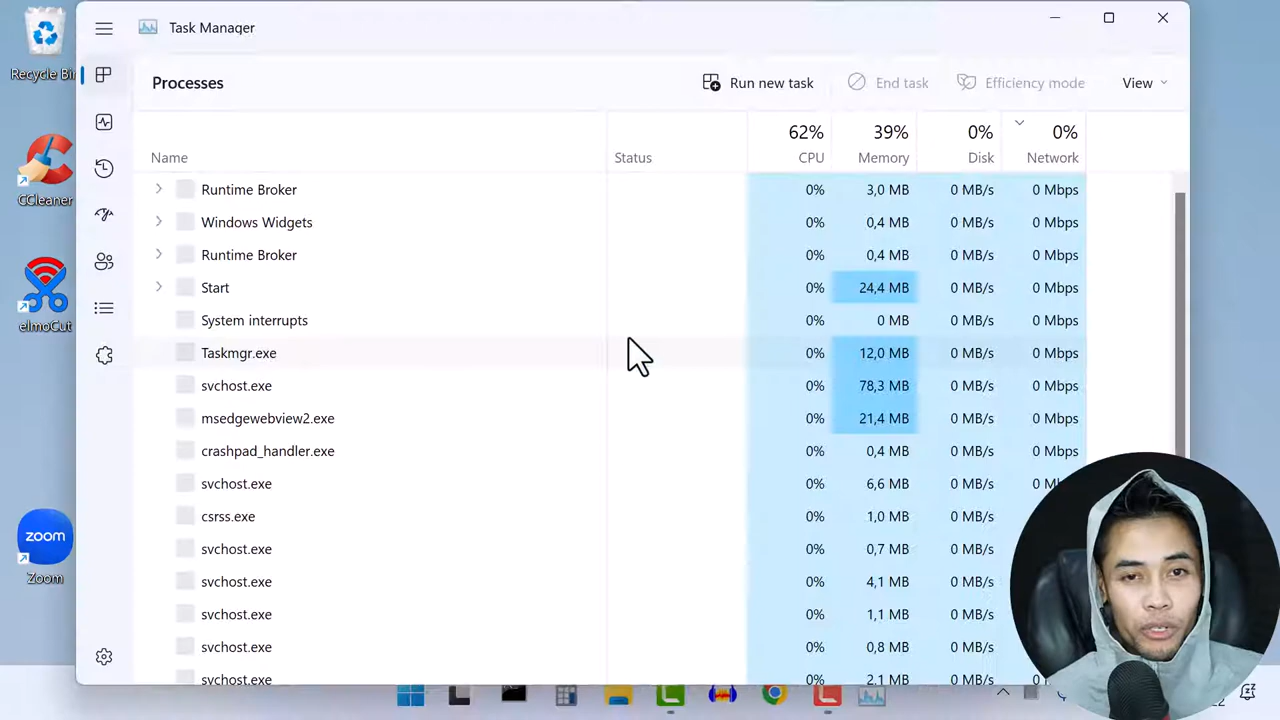 Task Manager
Recycle Bin
Processes
Run new task
End task
Efficiency mode
View
62% 39% 0% 0%
Name Status CPU Memory Disk Network
Runtime Broker 0% 3,0 MB 0 MB/s 0 Mbps
Windows Widgets 0% 0,4 MB 0 MB/s 0 Mbps
Runtime Broker 0% 0,4 MB 0 MB/s 0 Mbps
Start 0% 24,4 MB 0 MB/s 0 Mbps
System interrupts 0% 0 MB 0 MB/s 0 Mbps
Taskmgr.exe 0% 12,0 MB 0 MB/s 0 Mbps
svchost.exe 0% 78,3 MB 0 MB/s 0 Mbps
msedgewebview2.exe 0% 21,4 MB 0 MB/s 0 Mbps
crashpad_handler.exe 0% 0,4 MB 0 MB/s 0 Mbps
svchost.exe 0% 6,6 MB 0 MB/s 0
csrss.exe 0% 1,0 MB 0 MB/s
svchost.exe 0% 0,7 MB 0 MB/s
svchost.exe 0% 4,1 MB 0 MB/s
svchost.exe 0% 1,1 MB 0 MB/s
svchost.exe 0% 0,8 MB 0 MB/s
svchost.exe 0% 2,1 MB 0 MB/s
CCleaner
elmoCut
zoom
Zoom